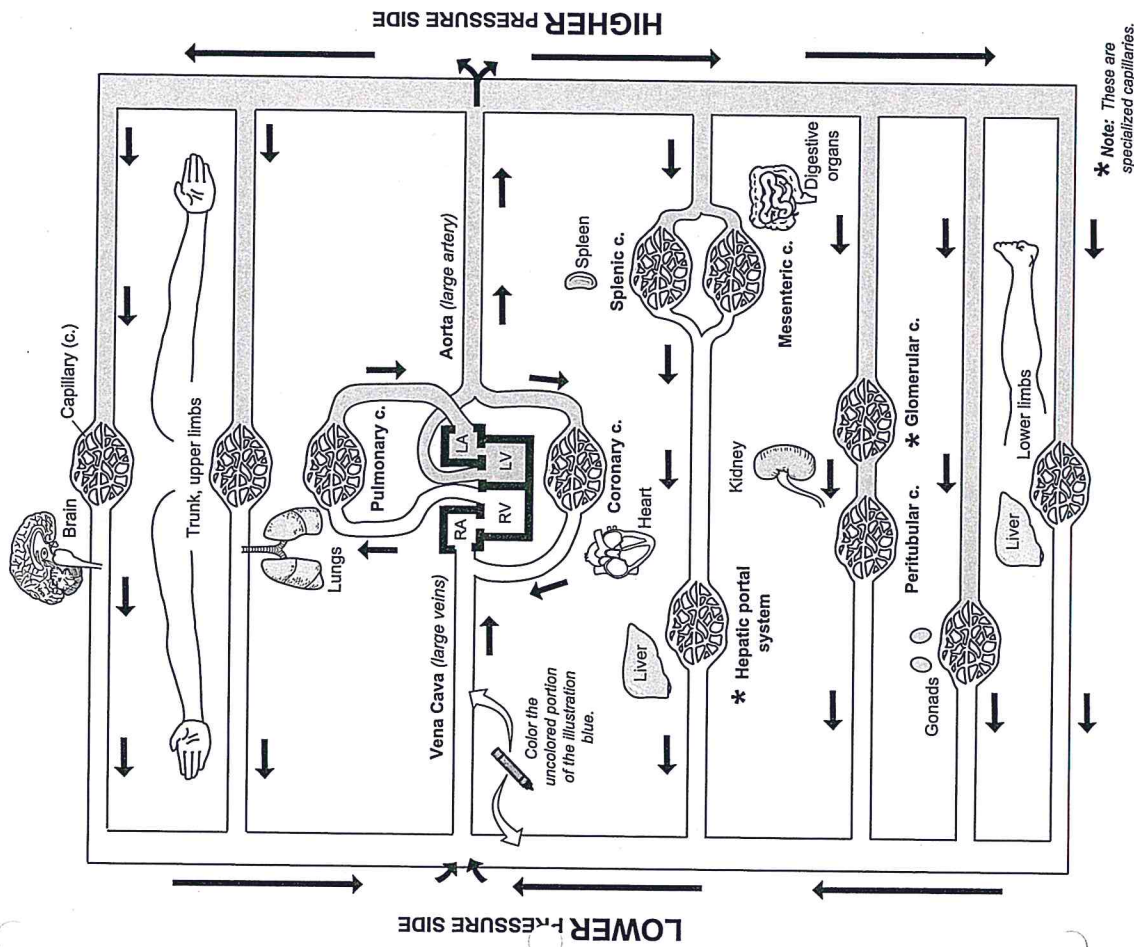 HIGHER PRESSURE SIDE
Capillary (c.)
Brain
Trunk, upper limbs
Lungs
Pulmonary c.
Aorta (large artery)
LA
LV
RA
RV
Vena Cava (large veins)
Color the
uncolored portion
of the illustration
blue.
Coronary c.
Heart
Spleen
Splenic c.
Mesenteric c.
Digestive
organs
Liver
* Hepatic portal
system
Kidney
* Glomerular c.
Peritubular c.
Gonads
Lower limbs
Liver
* Note: These are
specialized capillaries.
LOWER PRESSURE SIDE